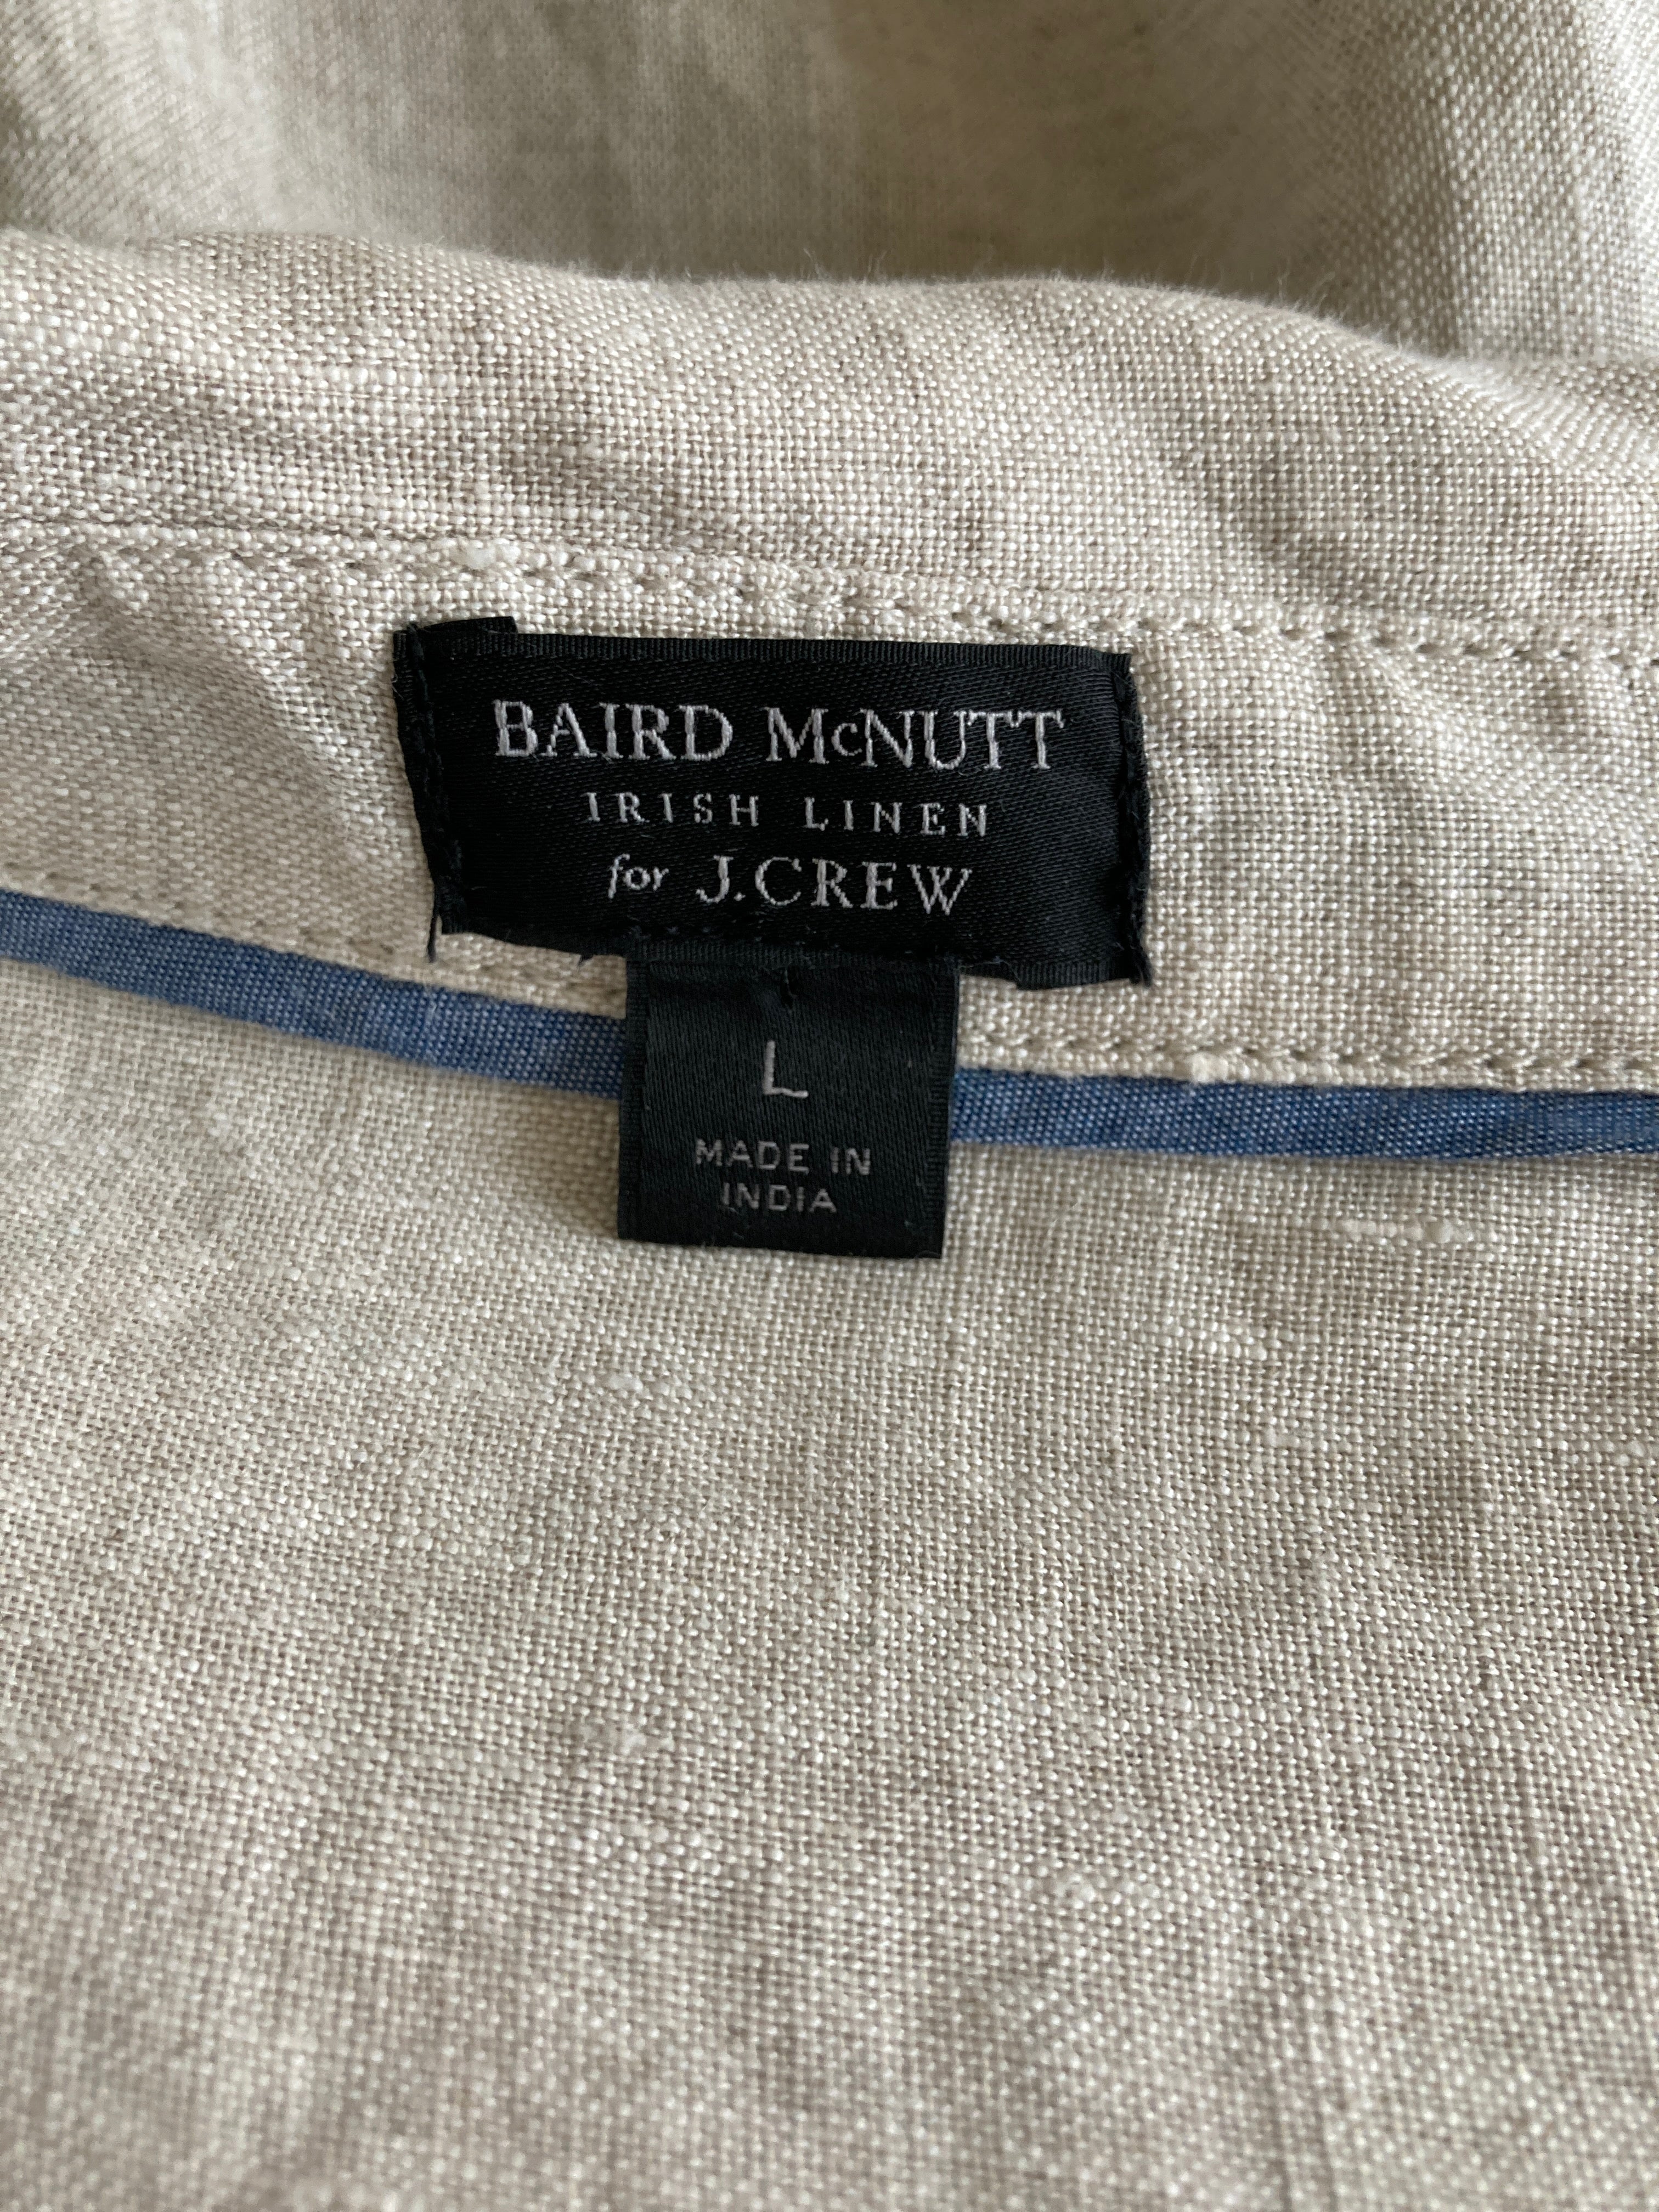 BAIRD McNUTT
IRISH LINEN
for J.CREW
L
MADE IN
INDIA